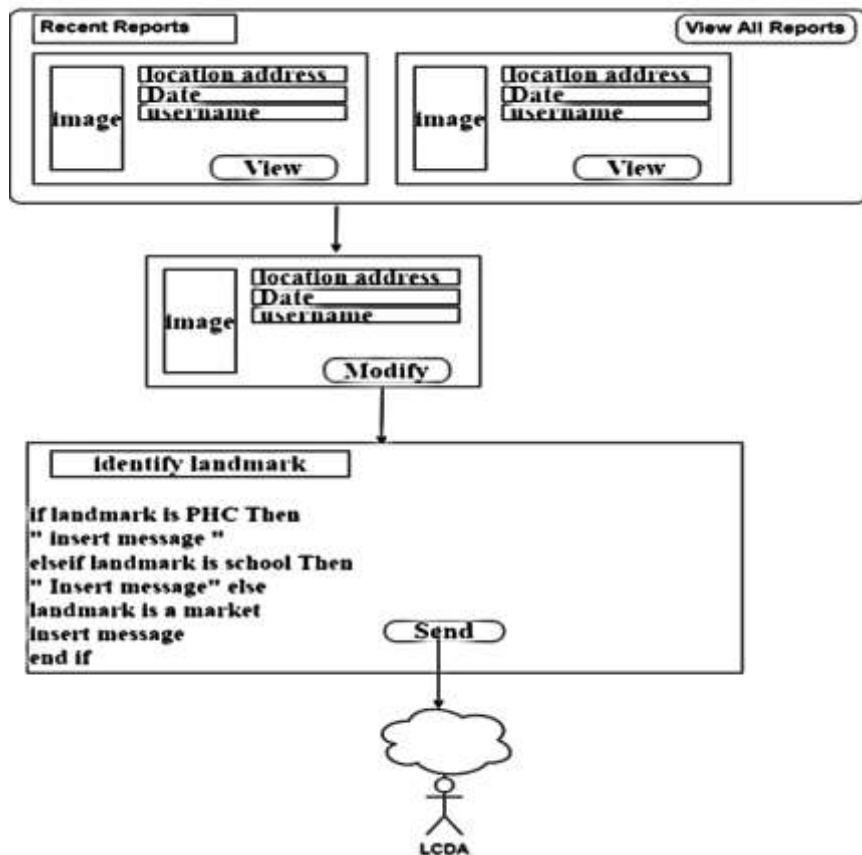 Recent Reports
View All Reports
image
location address
Date
username
View
image
location address
Date
username
View
image
location address
Date
username
Modify
identify landmark
if landmark is PHC Then
" insert message "
elseif landmark is school Then
" Insert message" else
landmark is a market
insert message
end if
Send
LCDA